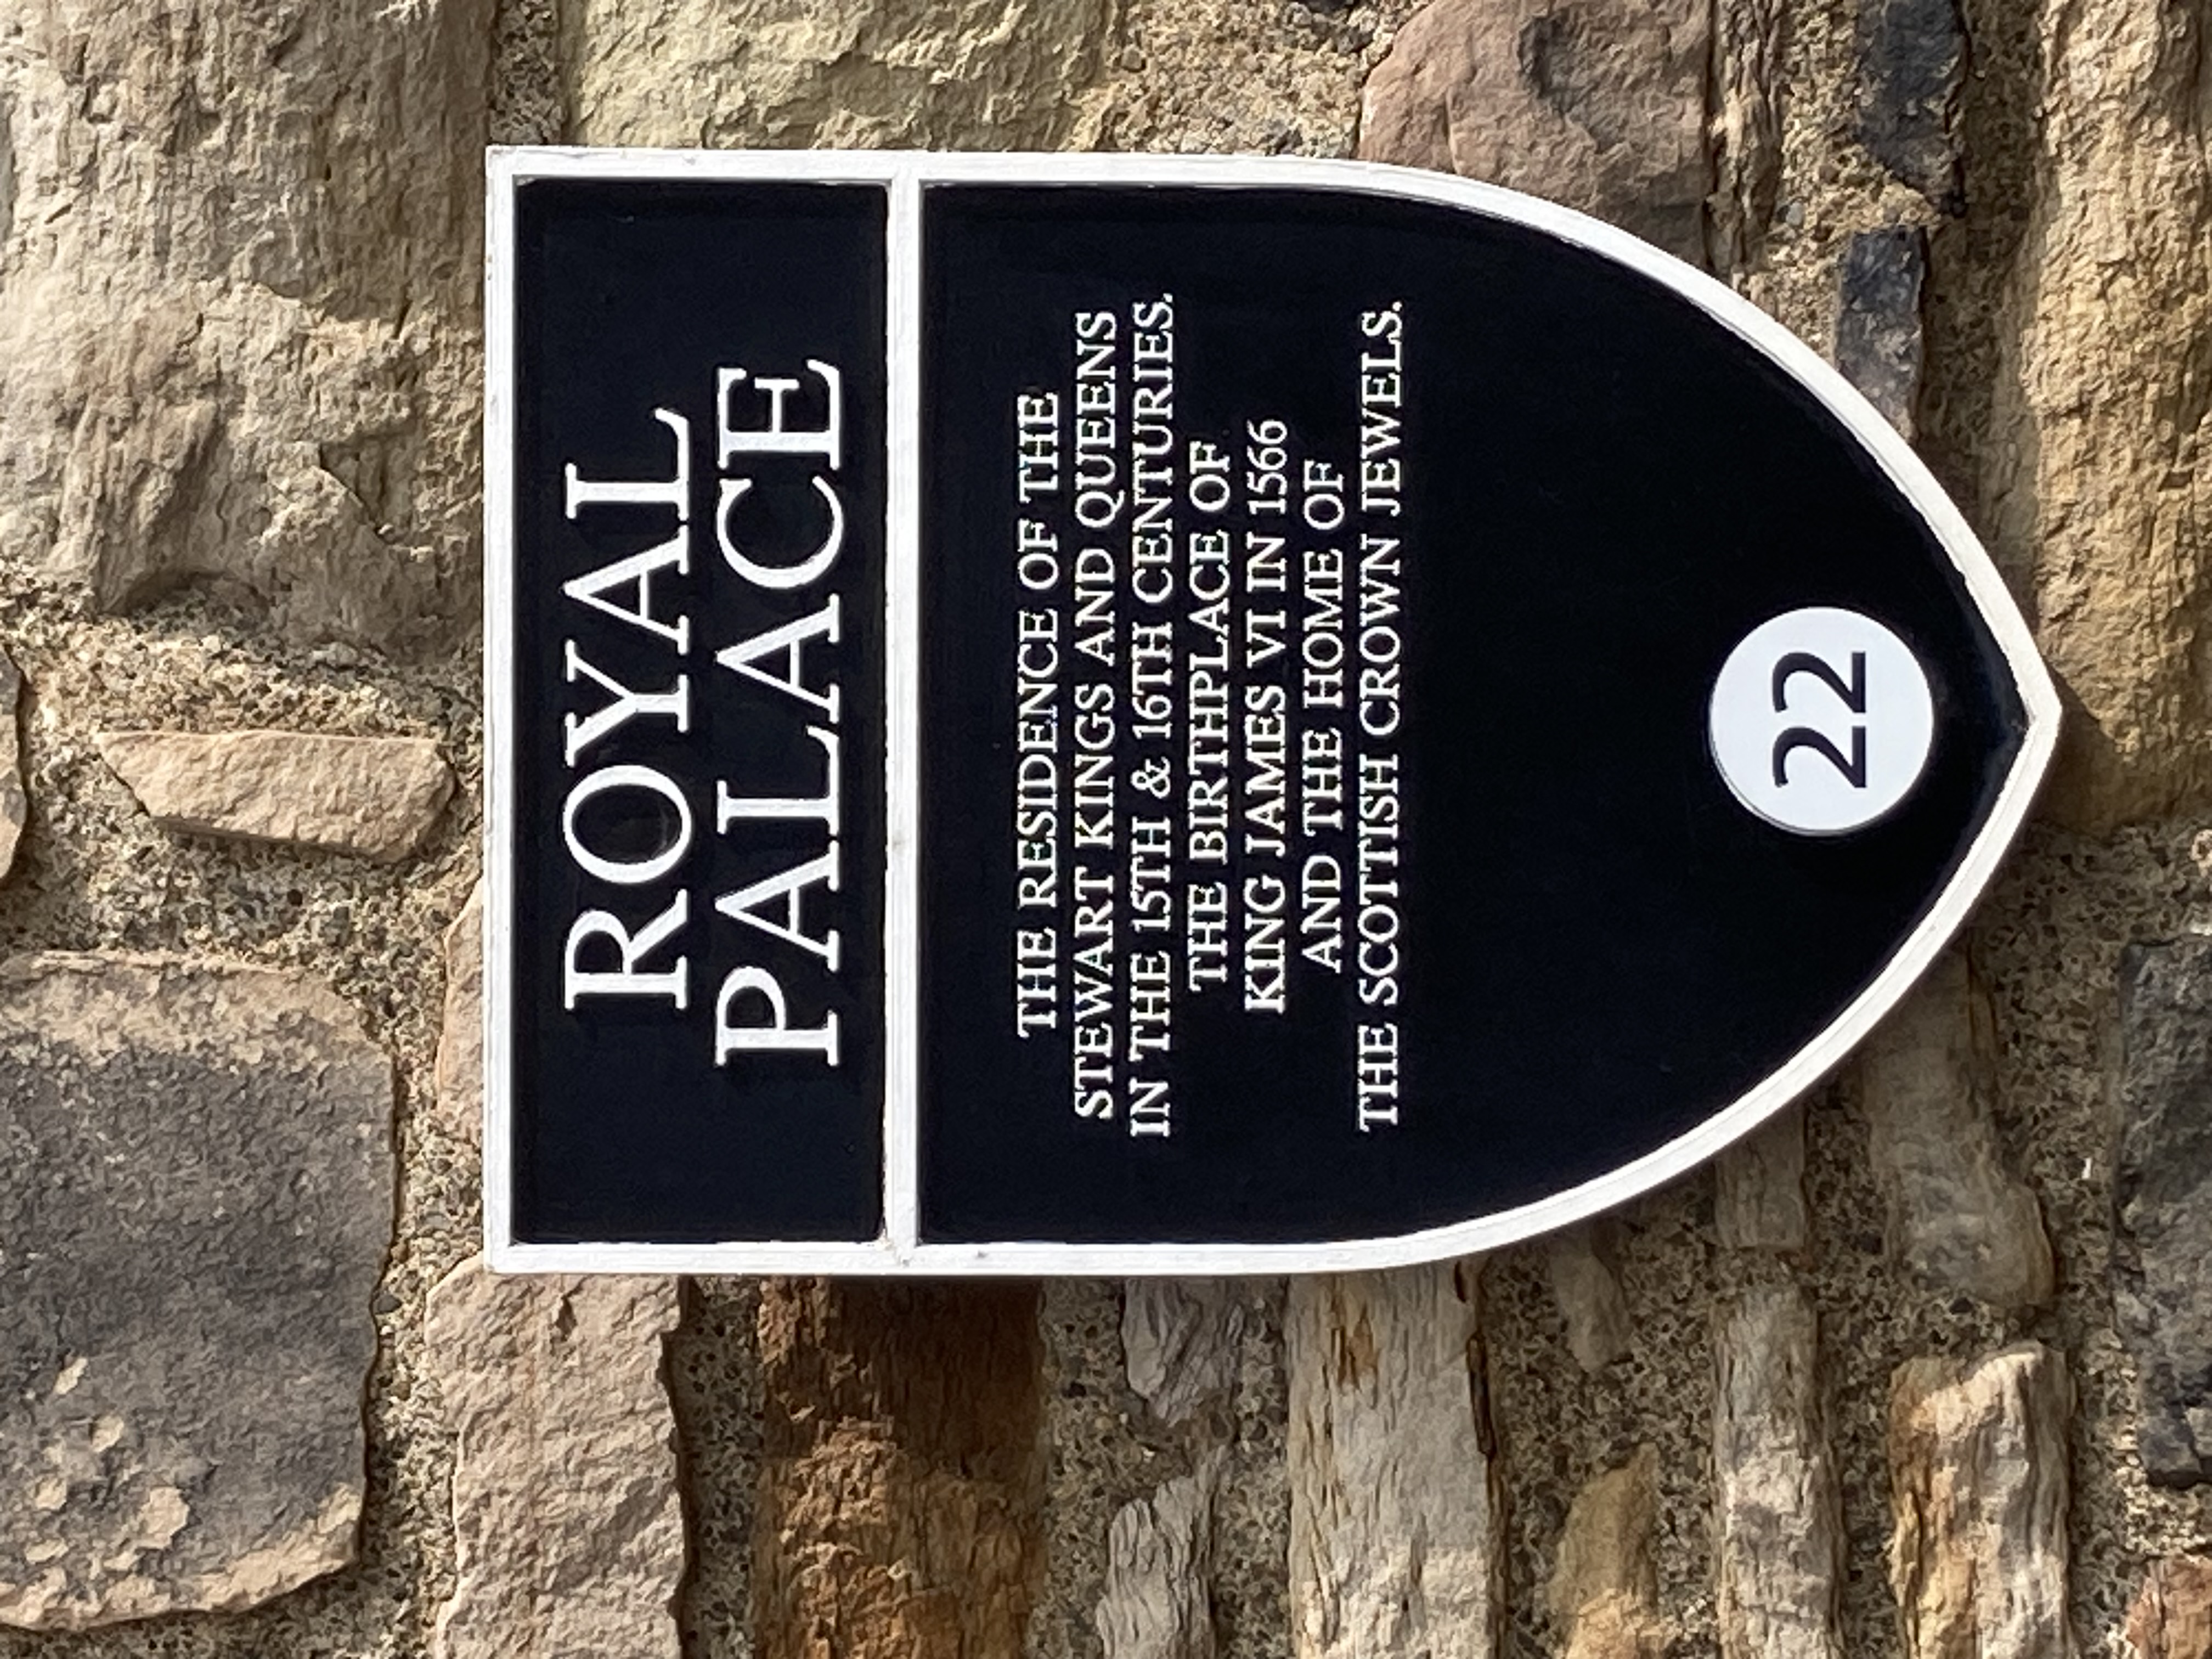 ROYAL
PALACE
THE RESIDENCE OF THE
STEWART KINGS AND QUEENS
IN THE 15TH & 16TH CENTURIES.
THE BIRTHPLACE OF
KING JAMES VI IN 1566
AND THE HOME OF
THE SCOTTISH CROWN JEWELS.
22